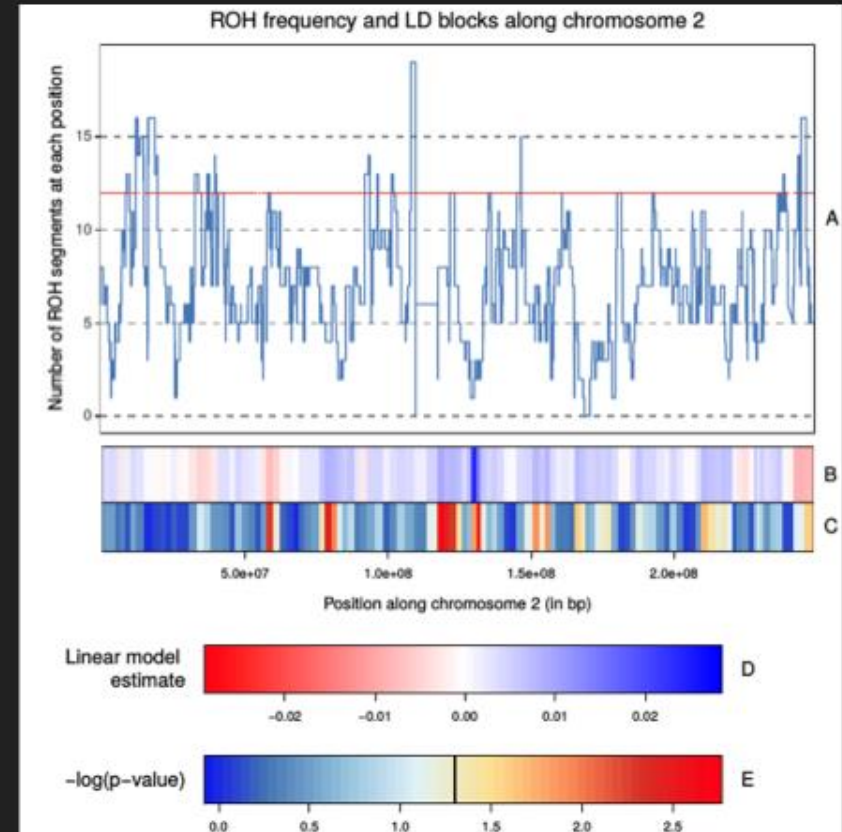 ROH frequency and LD blocks along chromosome 2
Number of ROH segments at each position
15
10
5
0
A
B
C
5.0e+07 1.0e+08 1.5e+08 2.0e+08
Position along chromosome 2 (in bp)
Linear model
estimate
D
−0.02 −0.01 0.00 0.01 0.02
−log(p−value)
E
0.0 0.5 1.0 1.5 2.0 2.5